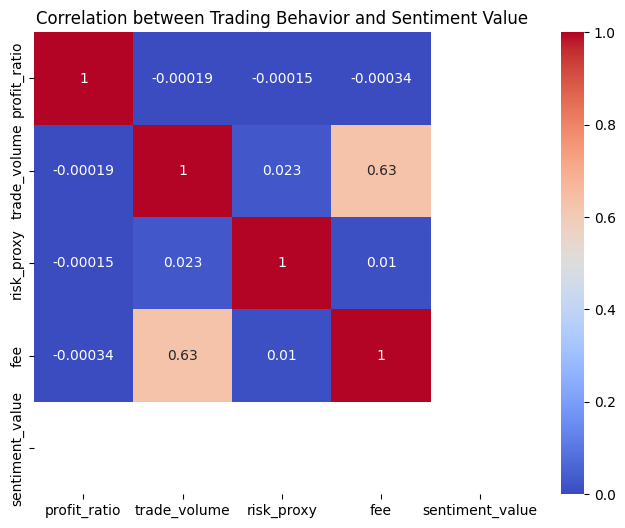 Correlation between Trading Behavior and Sentiment Value
profit_ratio
1 -0.00019 -0.00015 -0.00034
trade_volume
-0.00019 1 0.023 0.63
risk_proxy
-0.00015 0.023 1 0.01
fee
-0.00034 0.63 0.01 1
sentiment_value
profit_ratio trade_volume risk_proxy fee sentiment_value
1.0
0.8
0.6
0.4
0.2
0.0